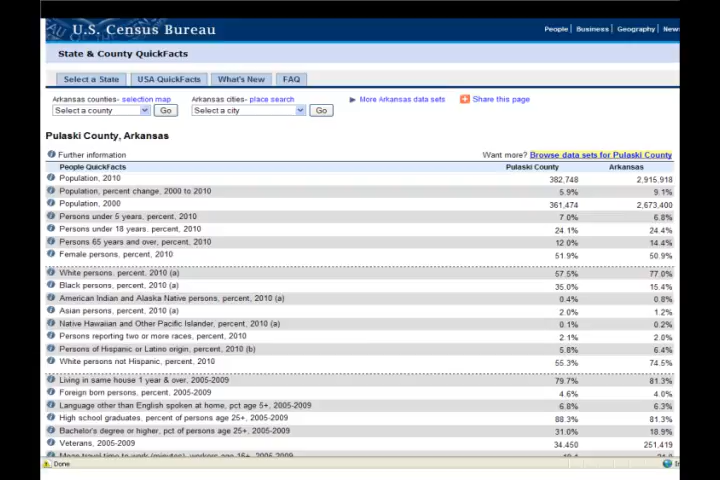 U.S. Census Bureau
People | Business | Geography | News
State & County QuickFacts
Select a State USA QuickFacts What's New FAQ
Arkansas counties- selection map Arkansas cities- place search More Arkansas data sets Share this page
Select a county Go Select a city Go
Pulaski County, Arkansas
Further information Want more? Browse data sets for Pulaski County
People QuickFacts Pulaski County Arkansas
Population, 2010 382,748 2,915,918
Population, percent change, 2000 to 2010 5.9% 9.1%
Population, 2000 361,474 2,673,400
Persons under 5 years, percent, 2010 7.0% 6.8%
Persons under 18 years, percent, 2010 24.1% 24.4%
Persons 65 years and over, percent, 2010 12.0% 14.4%
Female persons, percent, 2010 51.9% 50.9%
White persons, percent, 2010 (a) 57.5% 77.0%
Black persons, percent, 2010 (a) 35.0% 15.4%
American Indian and Alaska Native persons, percent, 2010 (a) 0.4% 0.8%
Asian persons, percent, 2010 (a) 2.0% 1.2%
Native Hawaiian and Other Pacific Islander, percent, 2010 (a) 0.1% 0.2%
Persons reporting two or more races, percent, 2010 2.1% 2.0%
Persons of Hispanic or Latino origin, percent, 2010 (b) 5.8% 6.4%
White persons not Hispanic, percent, 2010 55.3% 74.5%
Living in same house 1 year & over, 2005-2009 79.7% 81.3%
Foreign born persons, percent, 2005-2009 4.6% 4.0%
Language other than English spoken at home, pct age 5+, 2005-2009 6.8% 6.3%
High school graduates, percent of persons age 25+, 2005-2009 88.3% 81.3%
Bachelor's degree or higher, pct of persons age 25+, 2005-2009 31.0% 18.9%
Veterans, 2005-2009 34,450 251,419
Mean travel time to work (minutes), workers age 16+, 2005-2009
Done